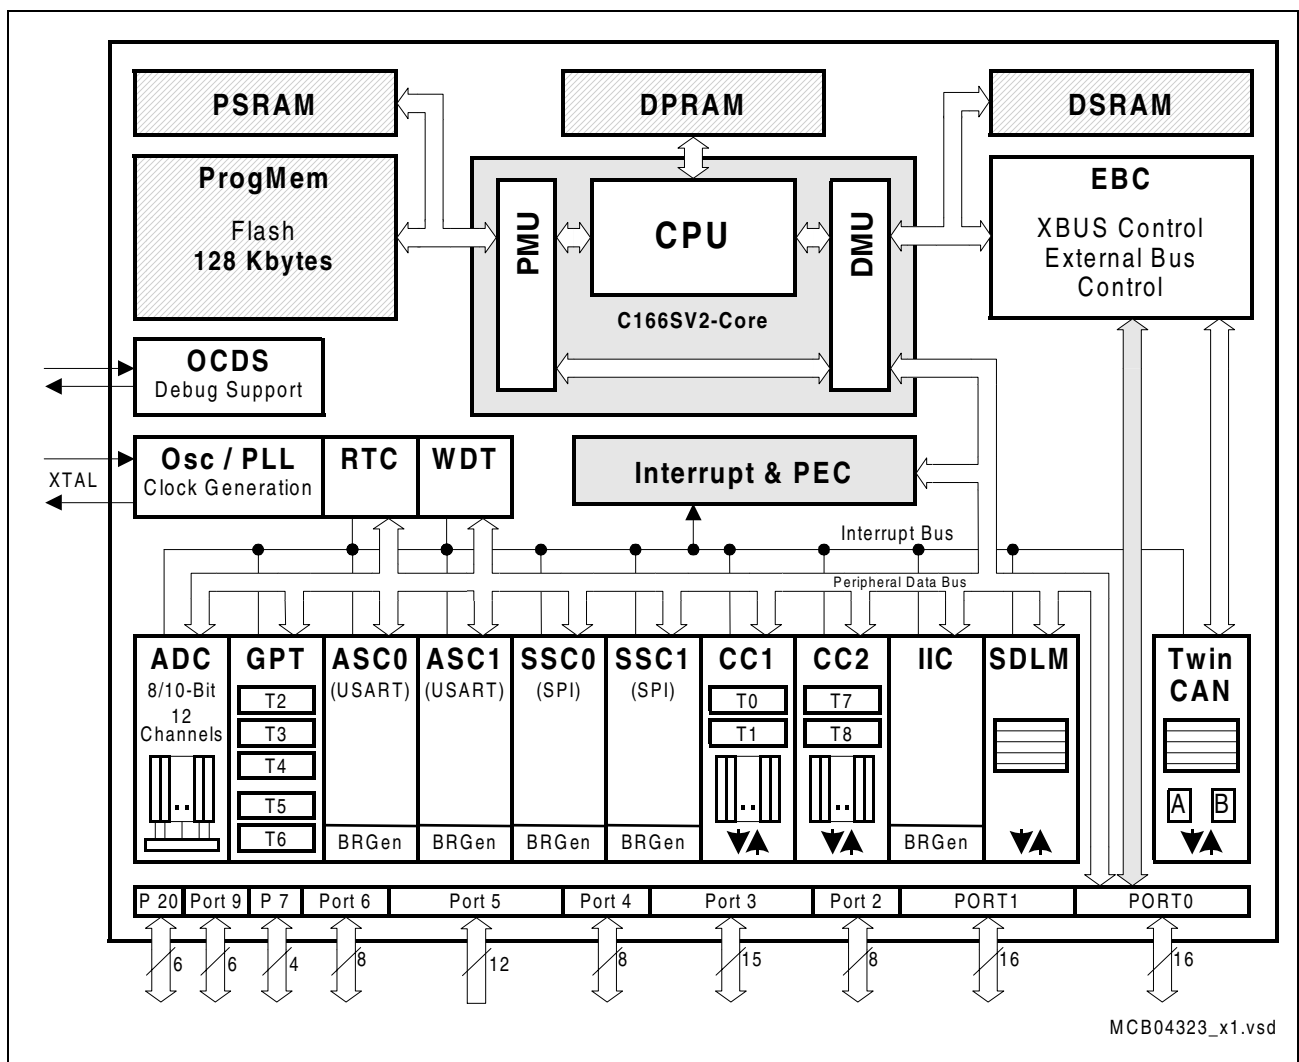 PSRAM
DPRAM
DSRAM
ProgMem
Flash
128 Kbytes
PMU
CPU
DMU
C166SV2-Core
EBC
XBUS Control
External Bus
Control
OCDS
Debug Support
XTAL
Osc / PLL
Clock Generation
RTC
WDT
Interrupt & PEC
Interrupt Bus
Peripheral Data Bus
ADC
8/10-Bit
12
Channels
GPT
T2
T3
T4
T5
T6
ASC0
(USART)
BRGen
ASC1
(USART)
BRGen
SSC0
(SPI)
BRGen
SSC1
(SPI)
BRGen
CC1
T0
T1
CC2
T7
T8
IIC
BRGen
SDLM
Twin
CAN
A
B
P 20
Port 9
P 7
Port 6
Port 5
Port 4
Port 3
Port 2
PORT1
PORT0
6
6
4
8
12
8
15
8
16
16
MCB04323_x1.vsd